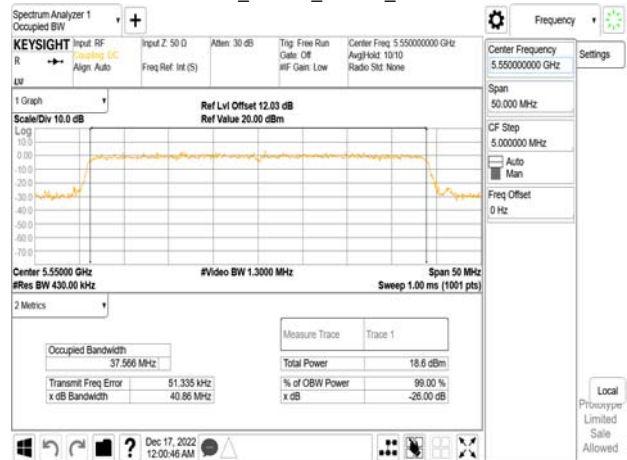 Spectrum Analyzer 1
Occupied BW
Frequency
KEYSIGHT
Input: RF
Coupling: DC
Align: Auto
Input Z: 50 Ω
Freq Ref: Int (S)
Atten: 30 dB
Trig: Free Run
Gate: Off
#IF Gain: Low
Center Freq: 5.550000000 GHz
Avg|Hold: 10/10
Radio Std: None
R
LXI
Center Frequency
5.550000000 GHz
Settings
Span
50.000 MHz
CF Step
5.000000 MHz
Auto
Man
Freq Offset
0 Hz
1 Graph
Scale/Div 10.0 dB
Ref Lvl Offset 12.03 dB
Ref Value 20.00 dBm
Log
10.0
0.00
-10.0
-20.0
-30.0
-40.0
-50.0
-60.0
-70.0
Center 5.55000 GHz
#Video BW 1.3000 MHz
Span 50 MHz
#Res BW 430.00 kHz
Sweep 1.00 ms (1001 pts)
2 Metrics
Measure Trace
Trace 1
Occupied Bandwidth
37.566 MHz
Total Power
18.6 dBm
Transmit Freq Error
51.335 kHz
% of OBW Power
99.00 %
x dB Bandwidth
40.86 MHz
x dB
-26.00 dB
Local
Prototype
Limited
Sale
Allowed
?
Dec 17, 2022
12:00:46 AM